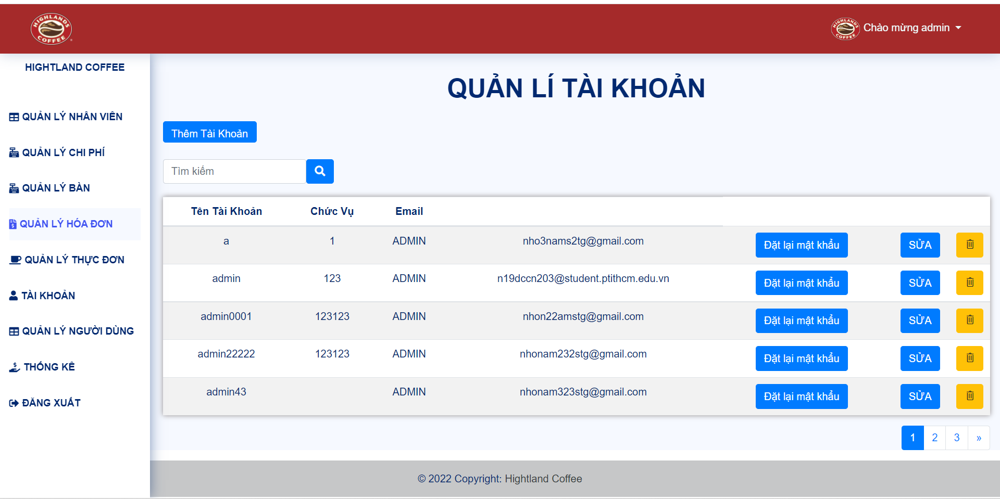 HIGHLANDS
COFFEE
HIGHLANDS
COFFEE
Chào mừng admin
HIGHTLAND COFFEE
QUẢN LÝ NHÂN VIÊN
QUẢN LÝ CHI PHÍ
QUẢN LÝ BÀN
QUẢN LÝ HÓA ĐƠN
QUẢN LÝ THỰC ĐƠN
TÀI KHOẢN
QUẢN LÝ NGƯỜI DÙNG
THỐNG KÊ
ĐĂNG XUẤT
QUẢN LÍ TÀI KHOẢN
Thêm Tài Khoản
Tìm kiếm
Tên Tài Khoản Chức Vụ Email
a 1 ADMIN nho3nams2tg@gmail.com Đặt lại mật khẩu SỬA
admin 123 ADMIN n19dccn203@student.ptithcm.edu.vn Đặt lại mật khẩu SỬA
admin0001 123123 ADMIN nhon22amstg@gmail.com Đặt lại mật khẩu SỬA
admin22222 123123 ADMIN nhonam232stg@gmail.com Đặt lại mật khẩu SỬA
admin43 ADMIN nhonam323stg@gmail.com Đặt lại mật khẩu SỬA
1 2 3 »
© 2022 Copyright: Hightland Coffee